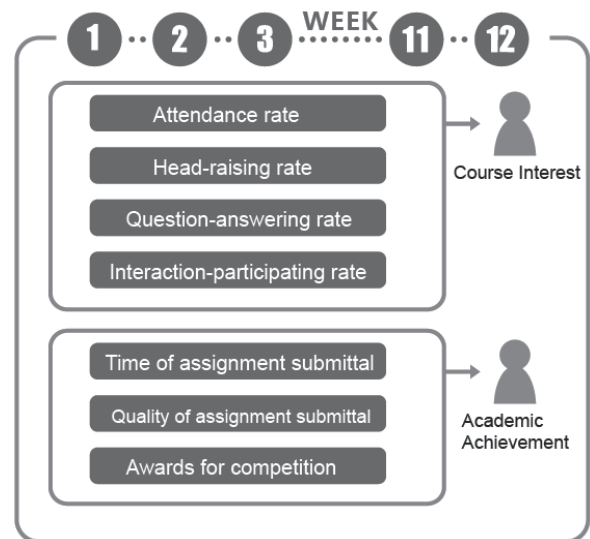 WEEK
1 2 3 11 12
Attendance rate
Head-raising rate
Question-answering rate
Interaction-participating rate
Course Interest
Time of assignment submittal
Quality of assignment submittal
Awards for competition
Academic
Achievement